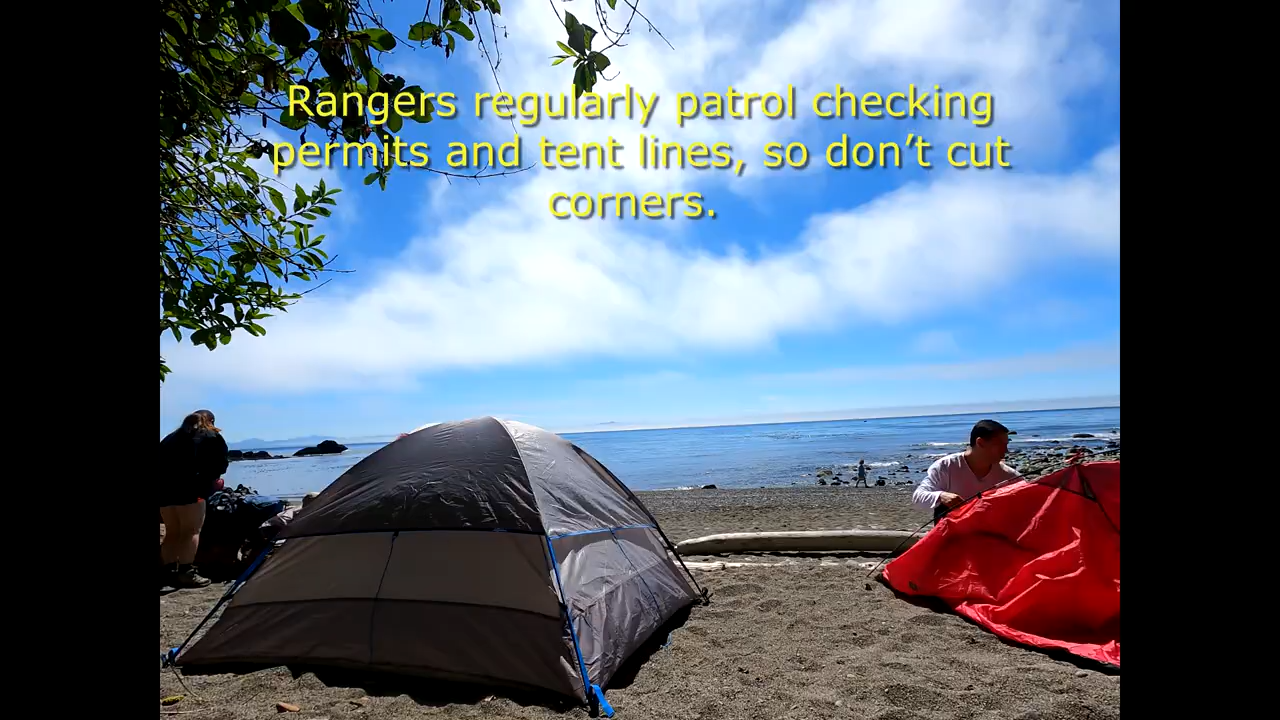 Rangers regularly patrol checking
permits and tent lines, so don’t cut
corners.